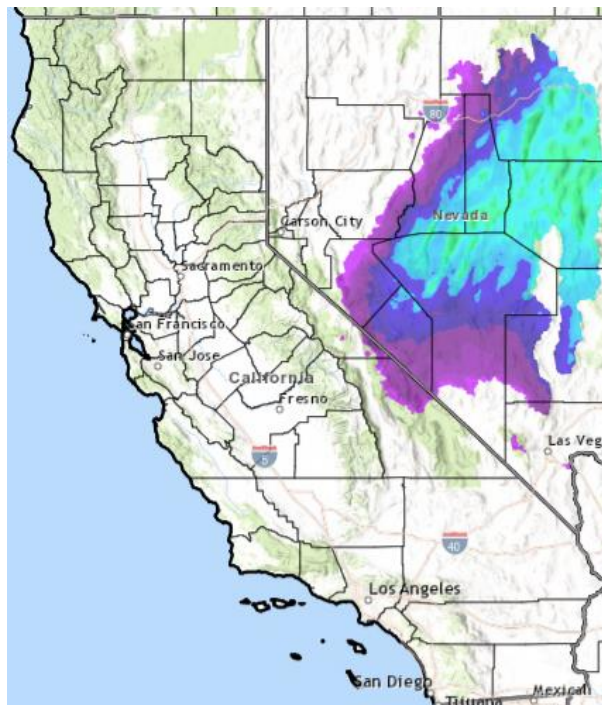 80
Nevada
Carson City
Sacramento
San Francisco
San Jose
California
Fresno
5
Las Veg
40
Los Angeles
San Diego
Tijuana
Mexicali